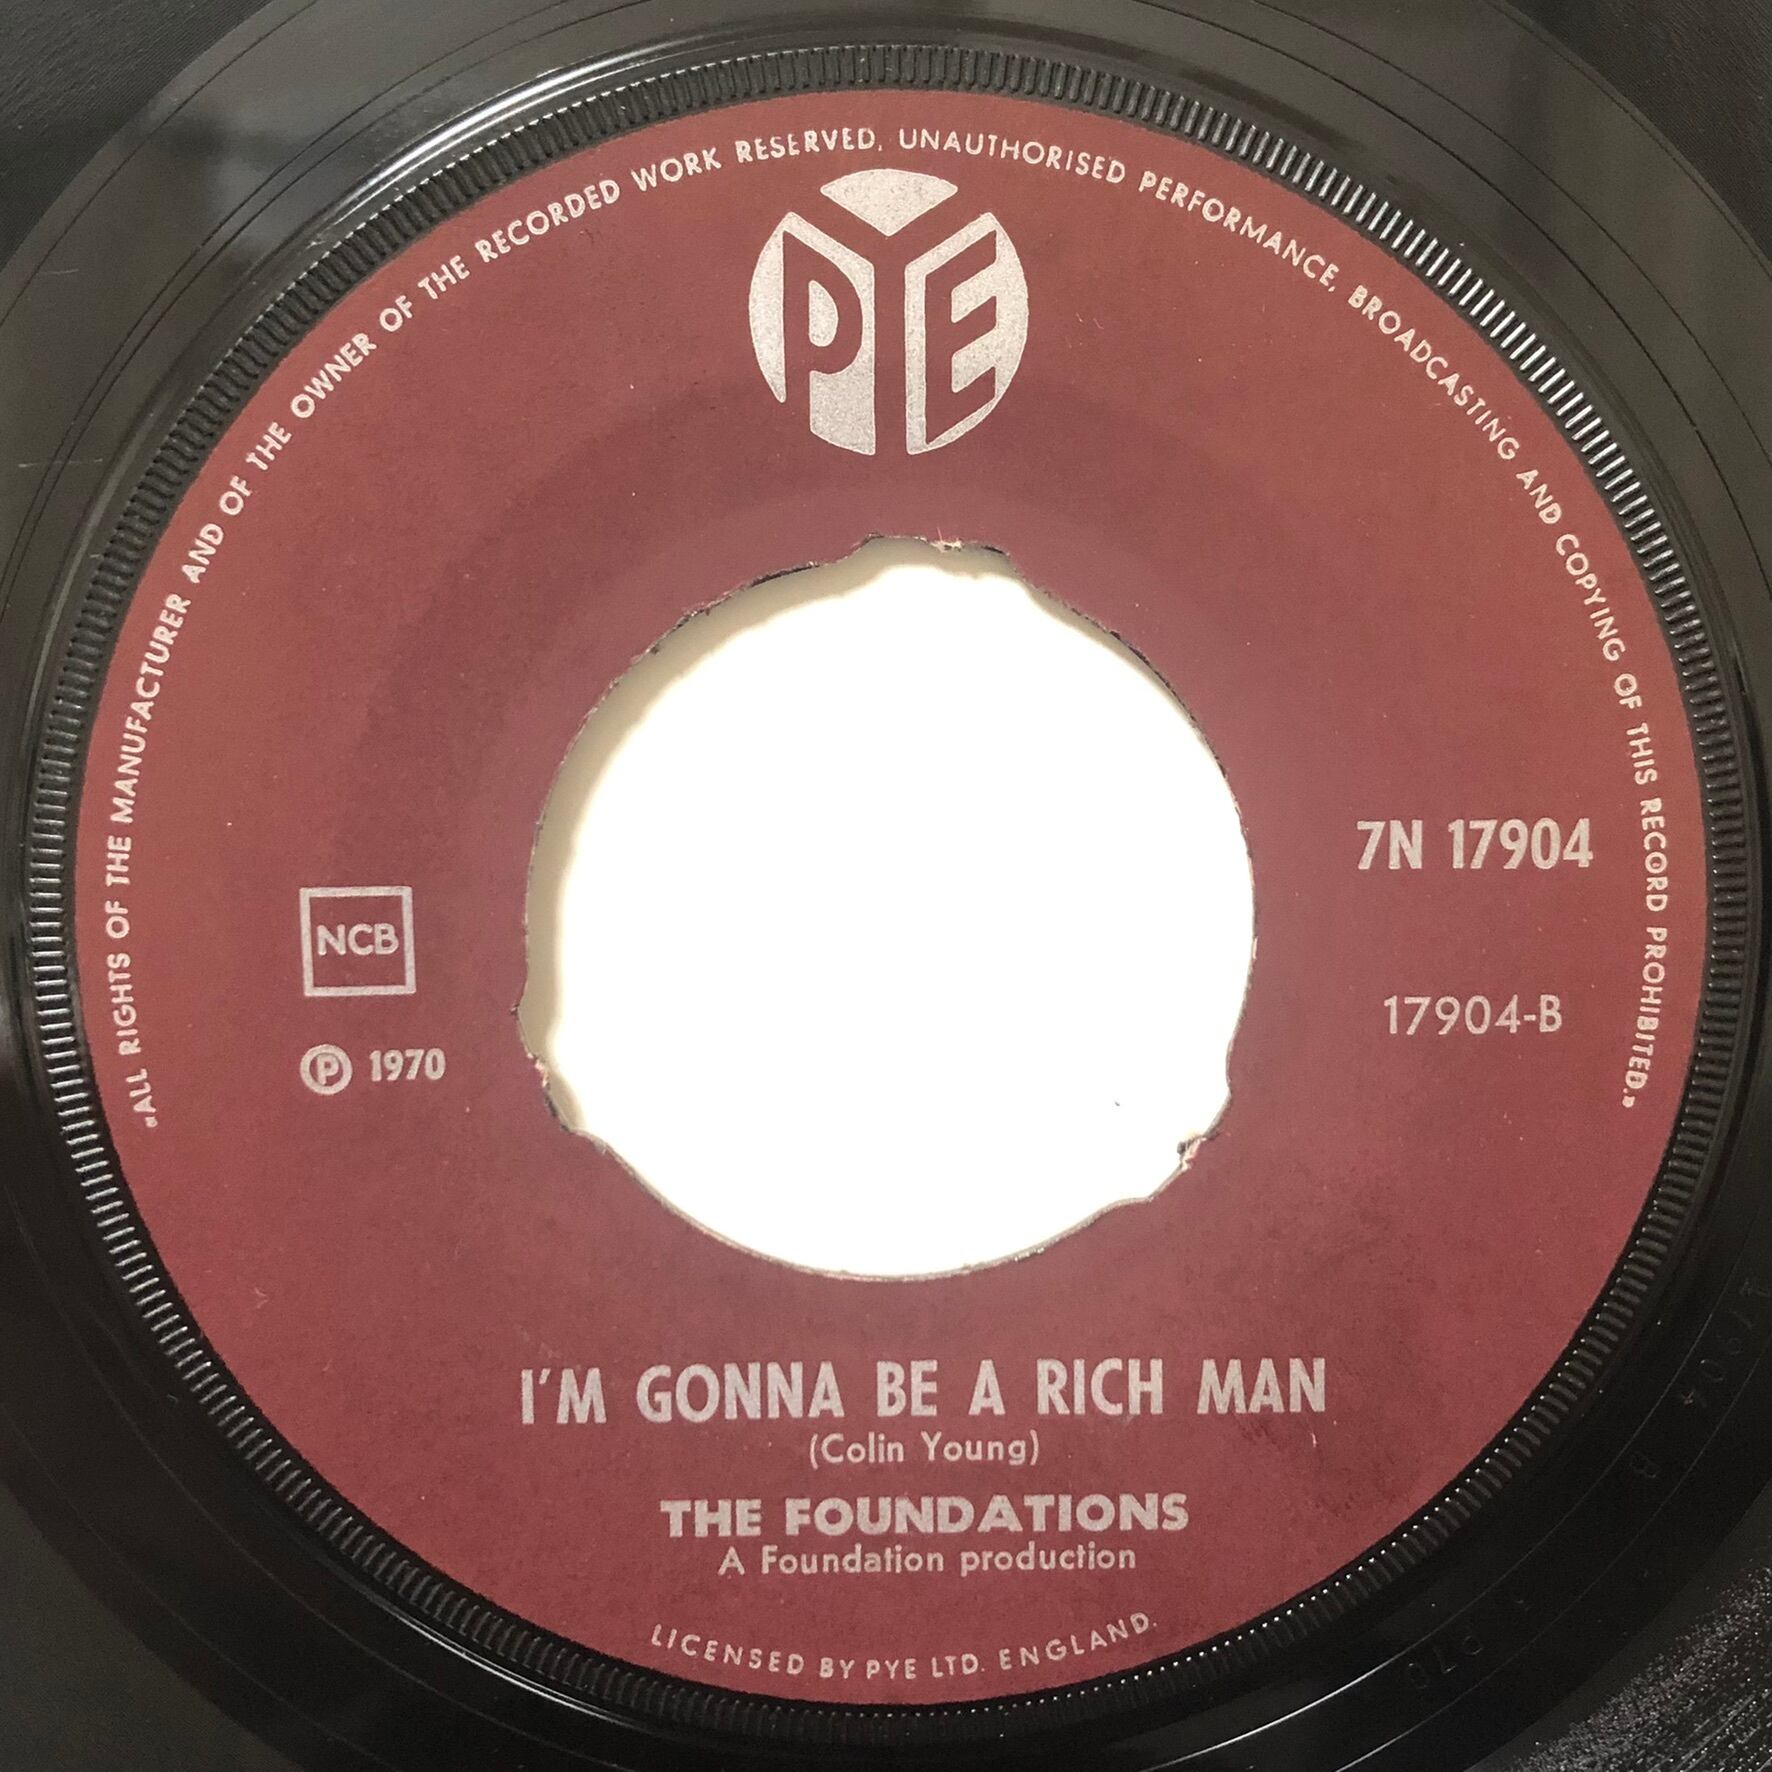 «ALL RIGHTS OF THE MANUFACTURER AND OF THE OWNER OF THE RECORDED WORK RESERVED, UNAUTHORISED PERFORMANCE, BROADCASTING AND COPYING OF THIS RECORD PROHIBITED.»
PYE
7N 17904
NCB
17904-B
Ⓟ 1970
I'M GONNA BE A RICH MAN
(Colin Young)
THE FOUNDATIONS
A Foundation production
LICENSED BY PYE LTD. ENGLAND.